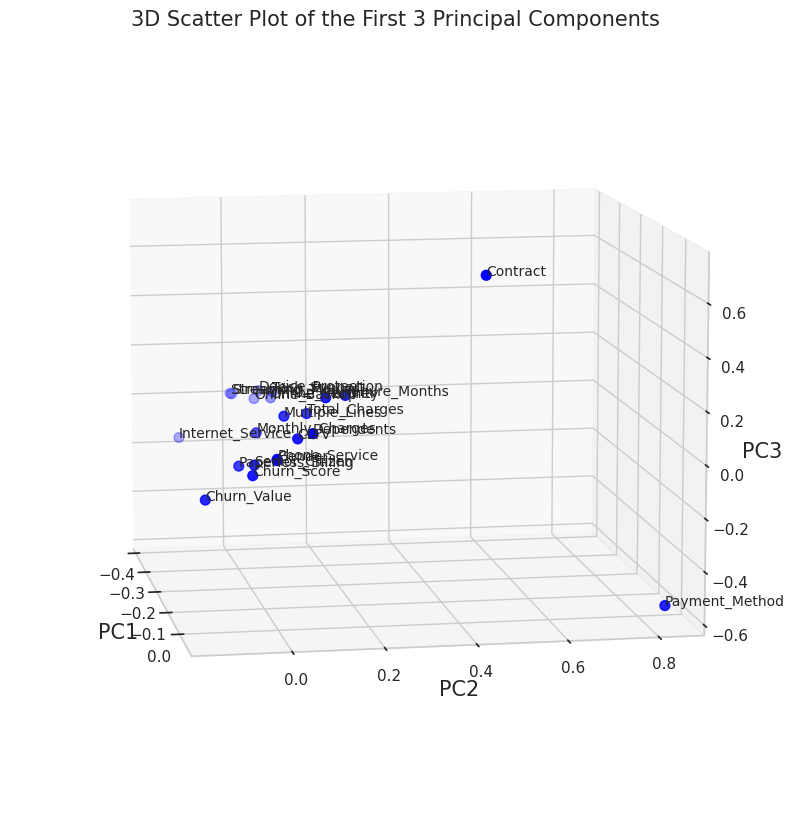 3D Scatter Plot of the First 3 Principal Components
Contract
Device_Protection
Total_Charges
Multiple_Lines
Dependents
Monthly_Charges
Internet_Service
CLTV
Phone_Service
Churn_Score
Churn_Value
Payment_Method
0.6
0.4
0.2
0.0
−0.2
−0.4
−0.6
PC3
−0.4
−0.3
−0.2
−0.1
0.0
PC1
0.0
0.2
0.4
0.6
0.8
PC2